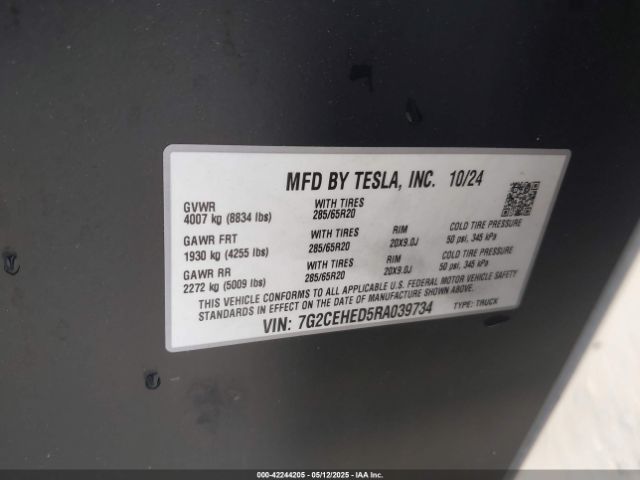 MFD BY TESLA, INC. 10/24
GVWR WITH TIRES
4007 kg (8834 lbs) 285/65R20
GAWR FRT WITH TIRES RIM COLD TIRE PRESSURE
1930 kg (4255 lbs) 285/65R20 20X9.0J 50 psi, 345 kPa
GAWR RR WITH TIRES RIM COLD TIRE PRESSURE
2272 kg (5009 lbs) 285/65R20 20X9.0J 50 psi, 345 kPa
THIS VEHICLE CONFORMS TO ALL APPLICABLE U.S. FEDERAL MOTOR VEHICLE SAFETY
STANDARDS IN EFFECT ON THE DATE OF MANUFACTURE SHOWN ABOVE.
VIN: 7G2CEHED5RA039734 TYPE: TRUCK
000-42244205 - 05/12/2025 - IAA Inc.